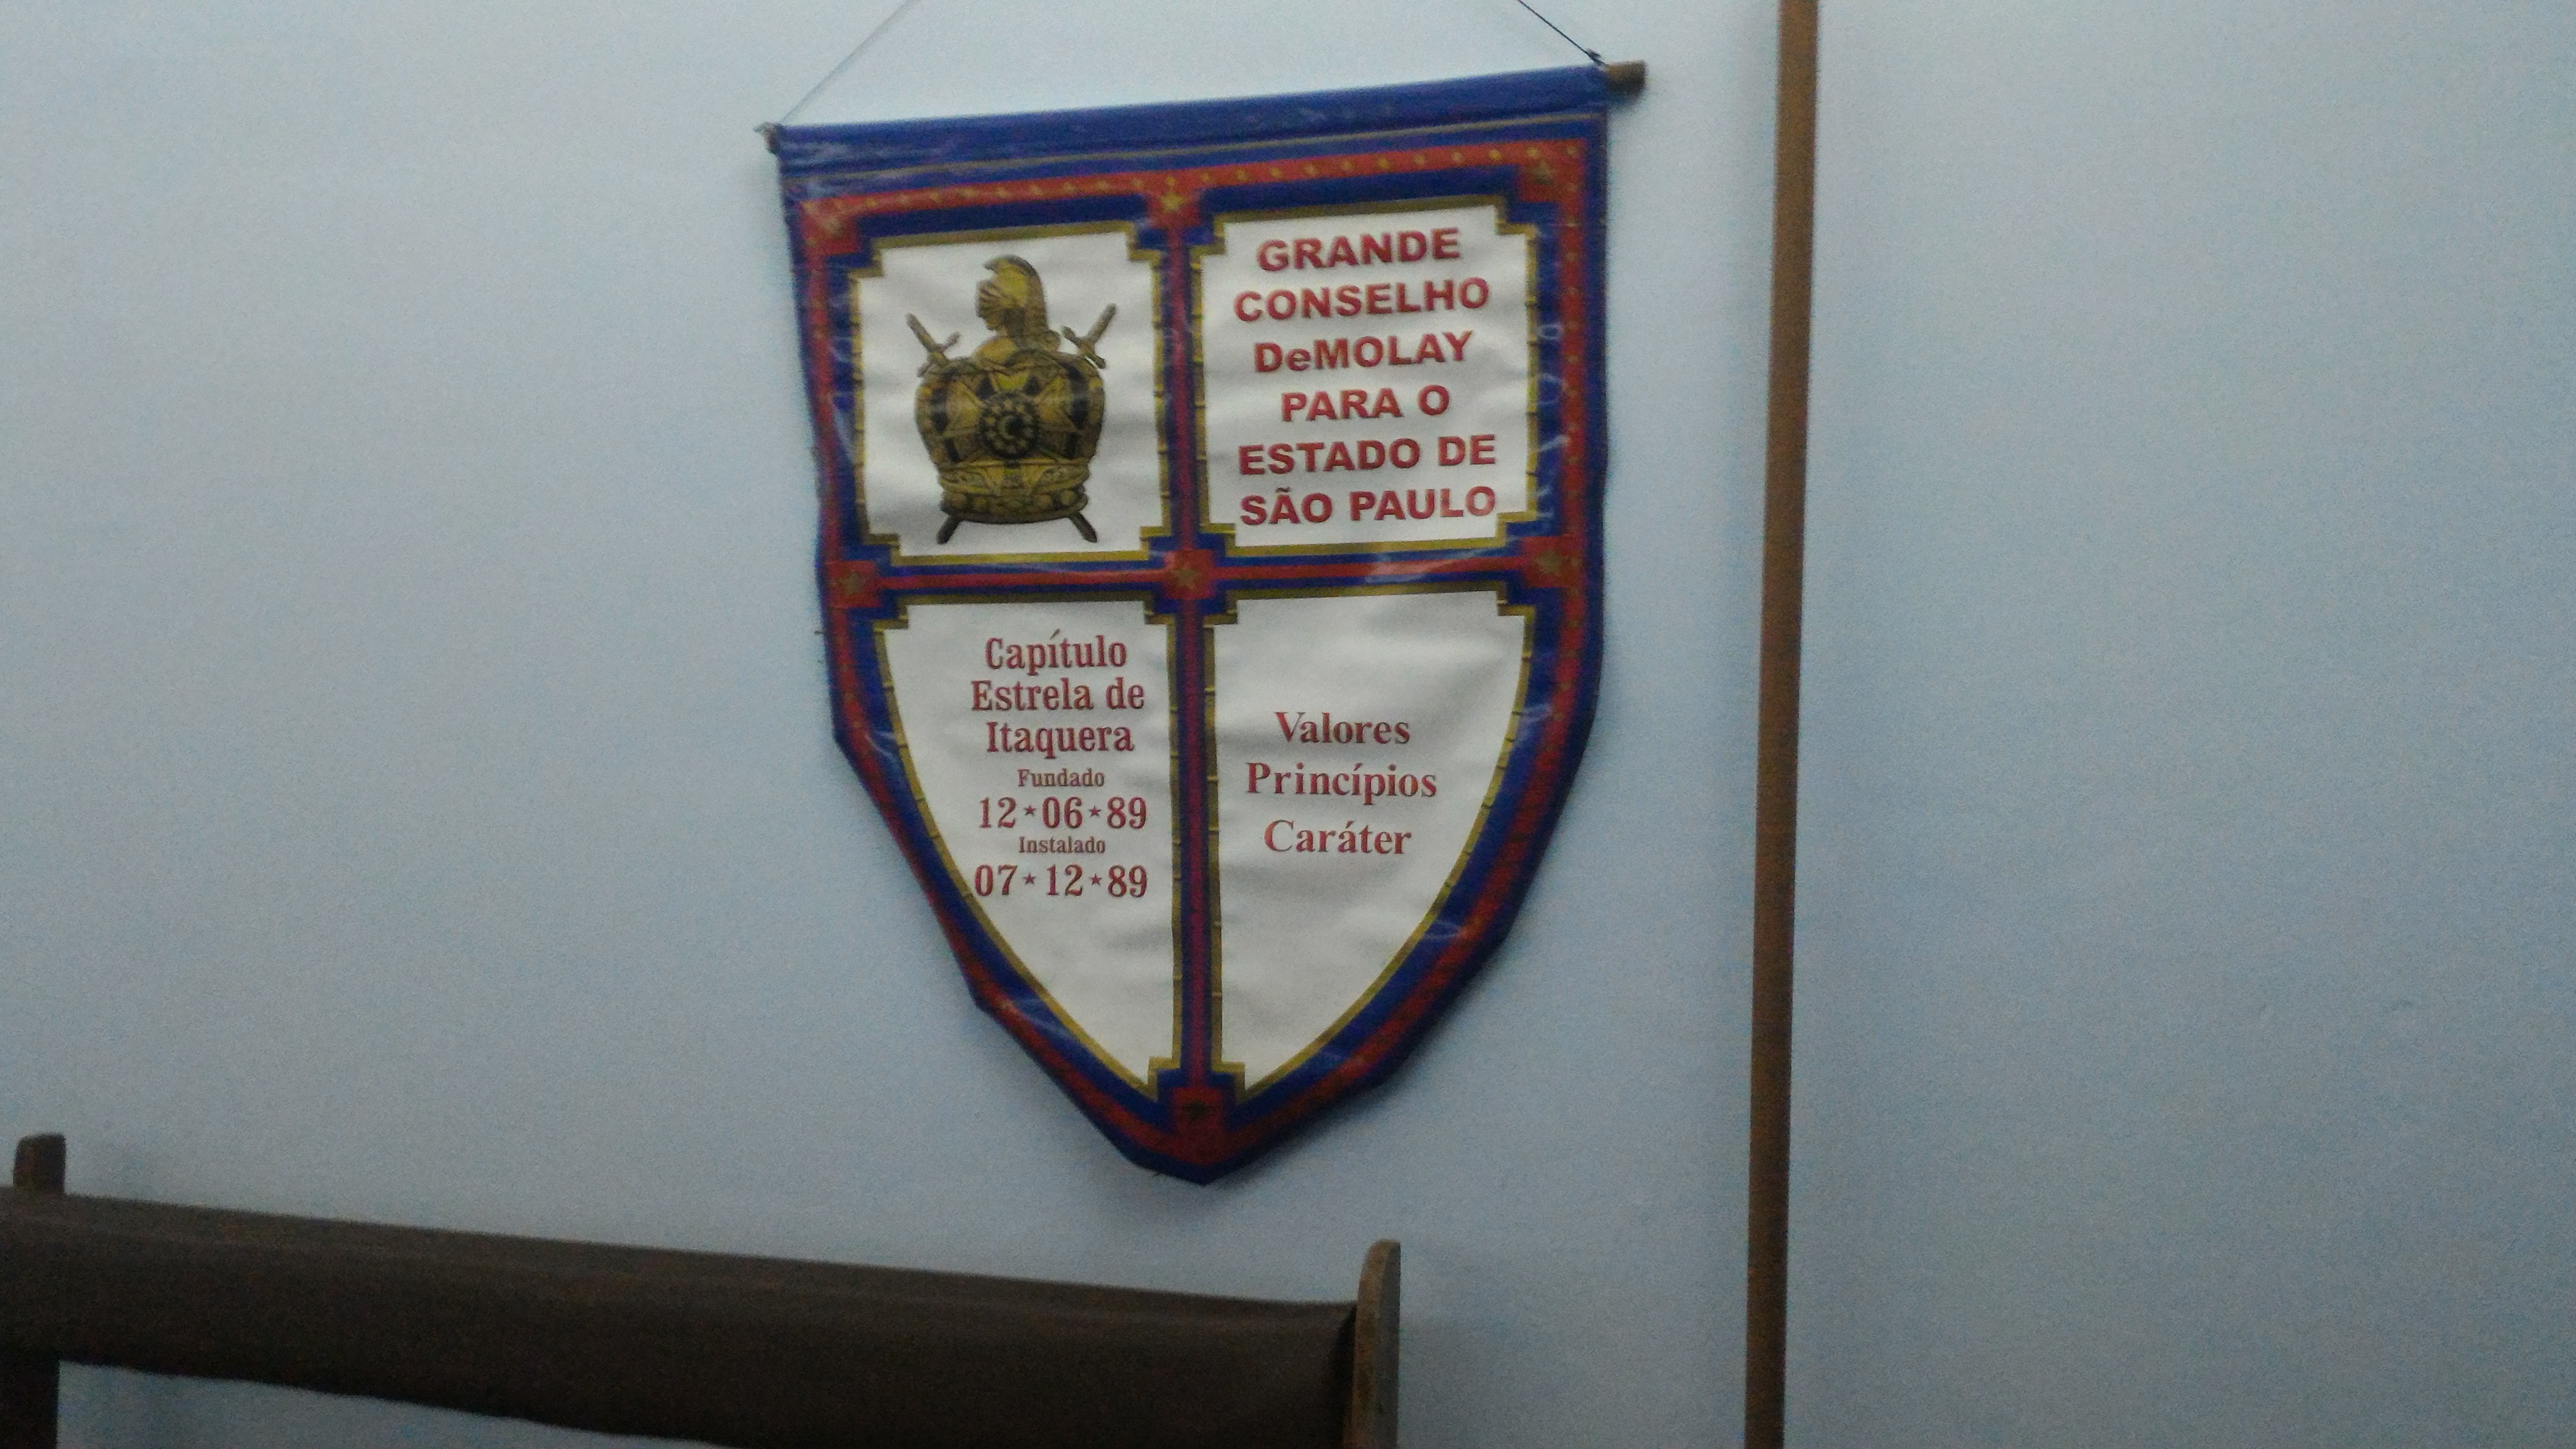 GRANDE
CONSELHO
DeMOLAY
PARA O
ESTADO DE
SÃO PAULO
Capítulo
Estrela de
Itaquera
Fundado
12★06★89
Instalado
07★12★89
Valores
Princípios
Caráter